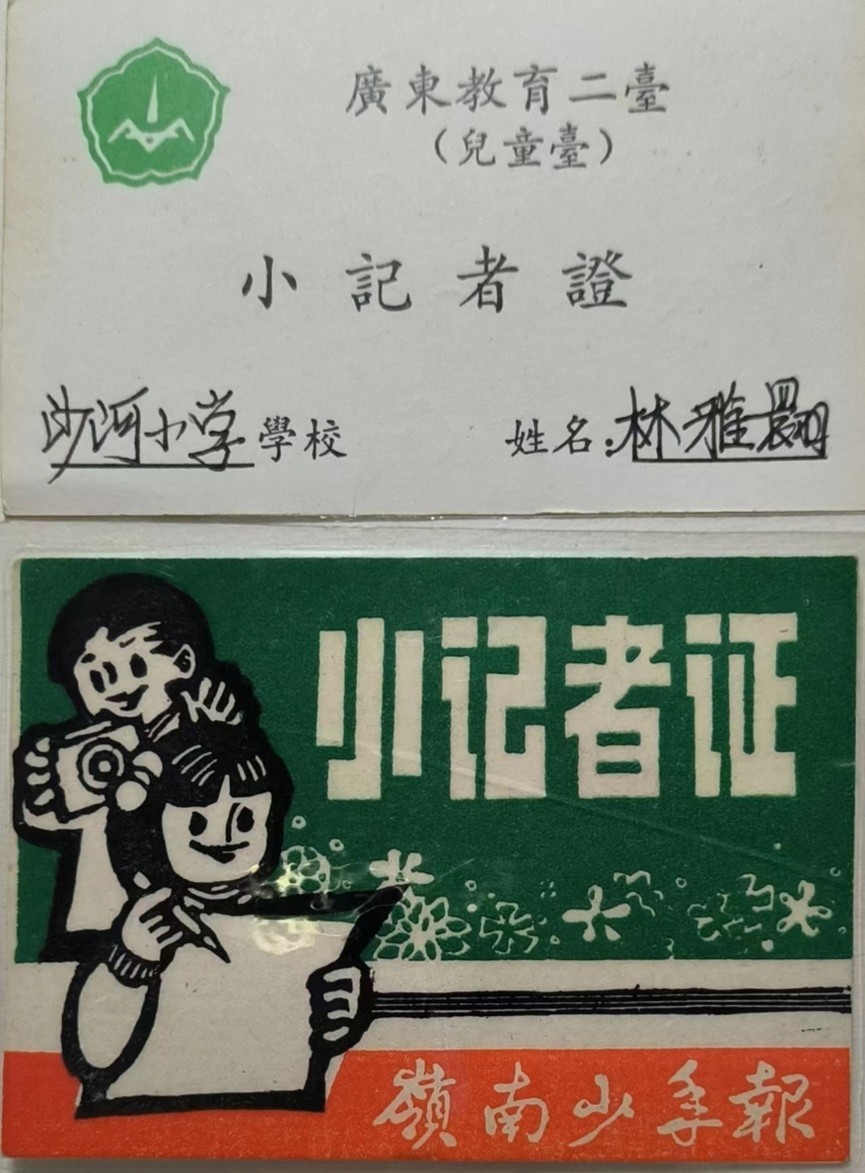 廣東教育二臺
（兒童臺）
小記者證
沙河小学學校 姓名：林雅翾
小记者证
嶺南少年報